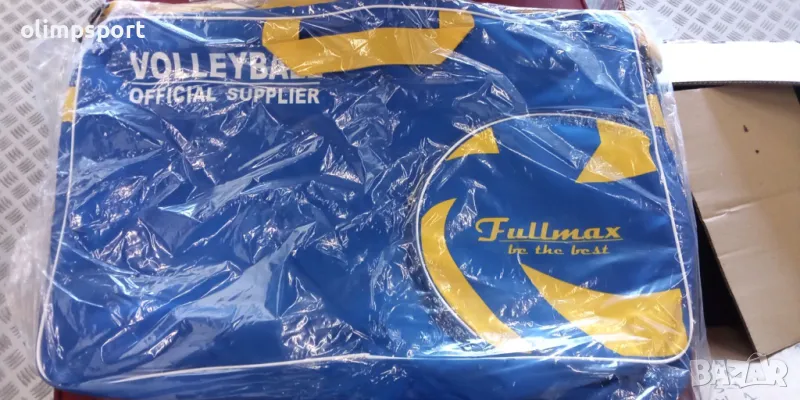 olimpsport
VOLLEYBALL
OFFICIAL SUPPLIER
Fullmax
be the best
BAZAR